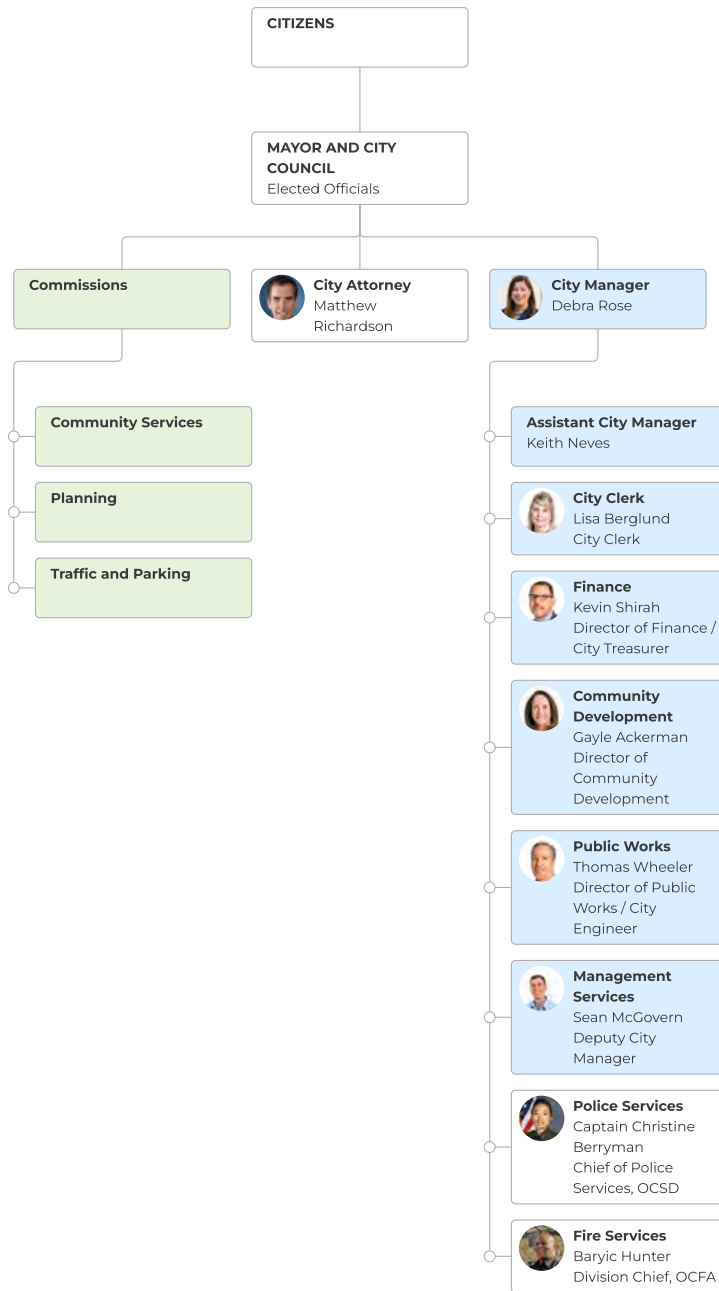 CITIZENS
MAYOR AND CITY
COUNCIL
Elected Officials
Commissions
City Attorney
Matthew
Richardson
City Manager
Debra Rose
Community Services
Planning
Traffic and Parking
Assistant City Manager
Keith Neves
City Clerk
Lisa Berglund
City Clerk
Finance
Kevin Shirah
Director of Finance /
City Treasurer
Community
Development
Gayle Ackerman
Director of
Community
Development
Public Works
Thomas Wheeler
Director of Public
Works / City
Engineer
Management
Services
Sean McGovern
Deputy City
Manager
Police Services
Captain Christine
Berryman
Chief of Police
Services, OCSD
Fire Services
Baryic Hunter
Division Chief, OCFA